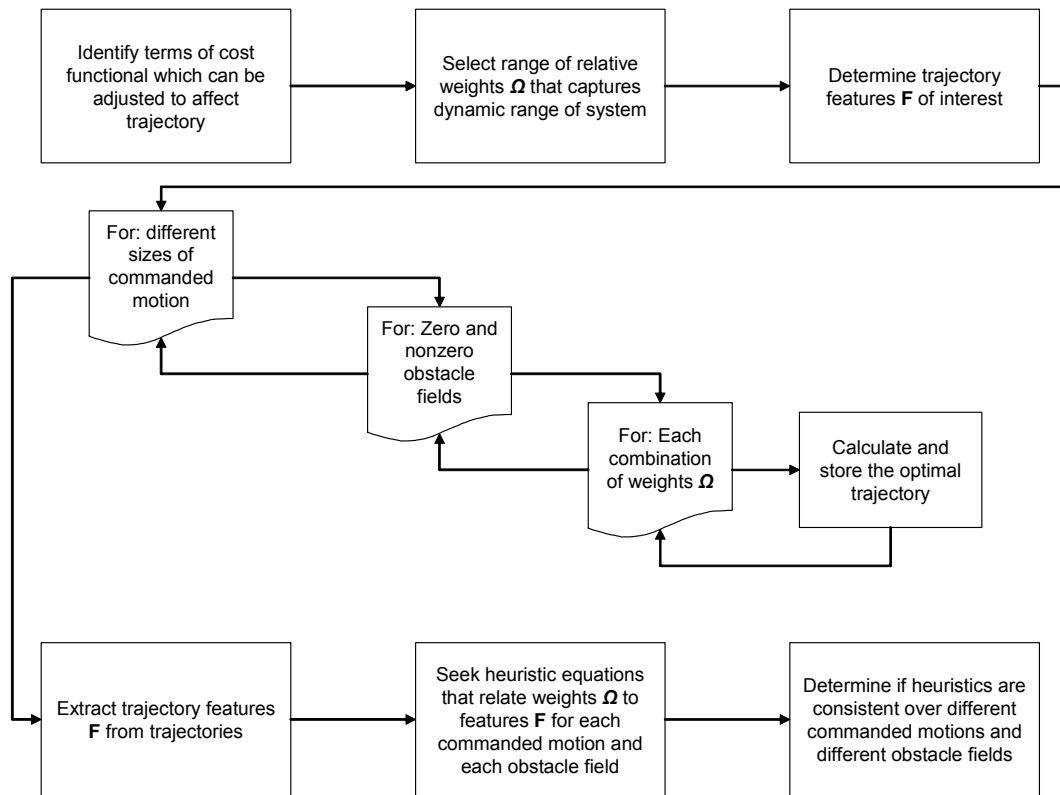 Identify terms of cost
functional which can be
adjusted to affect
trajectory
Select range of relative
weights Ω that captures
dynamic range of system
Determine trajectory
features F of interest
For: different
sizes of
commanded
motion
For: Zero and
nonzero
obstacle
fields
For: Each
combination
of weights Ω
Calculate and
store the optimal
trajectory
Extract trajectory features
F from trajectories
Seek heuristic equations
that relate weights Ω to
features F for each
commanded motion and
each obstacle field
Determine if heuristics are
consistent over different
commanded motions and
different obstacle fields